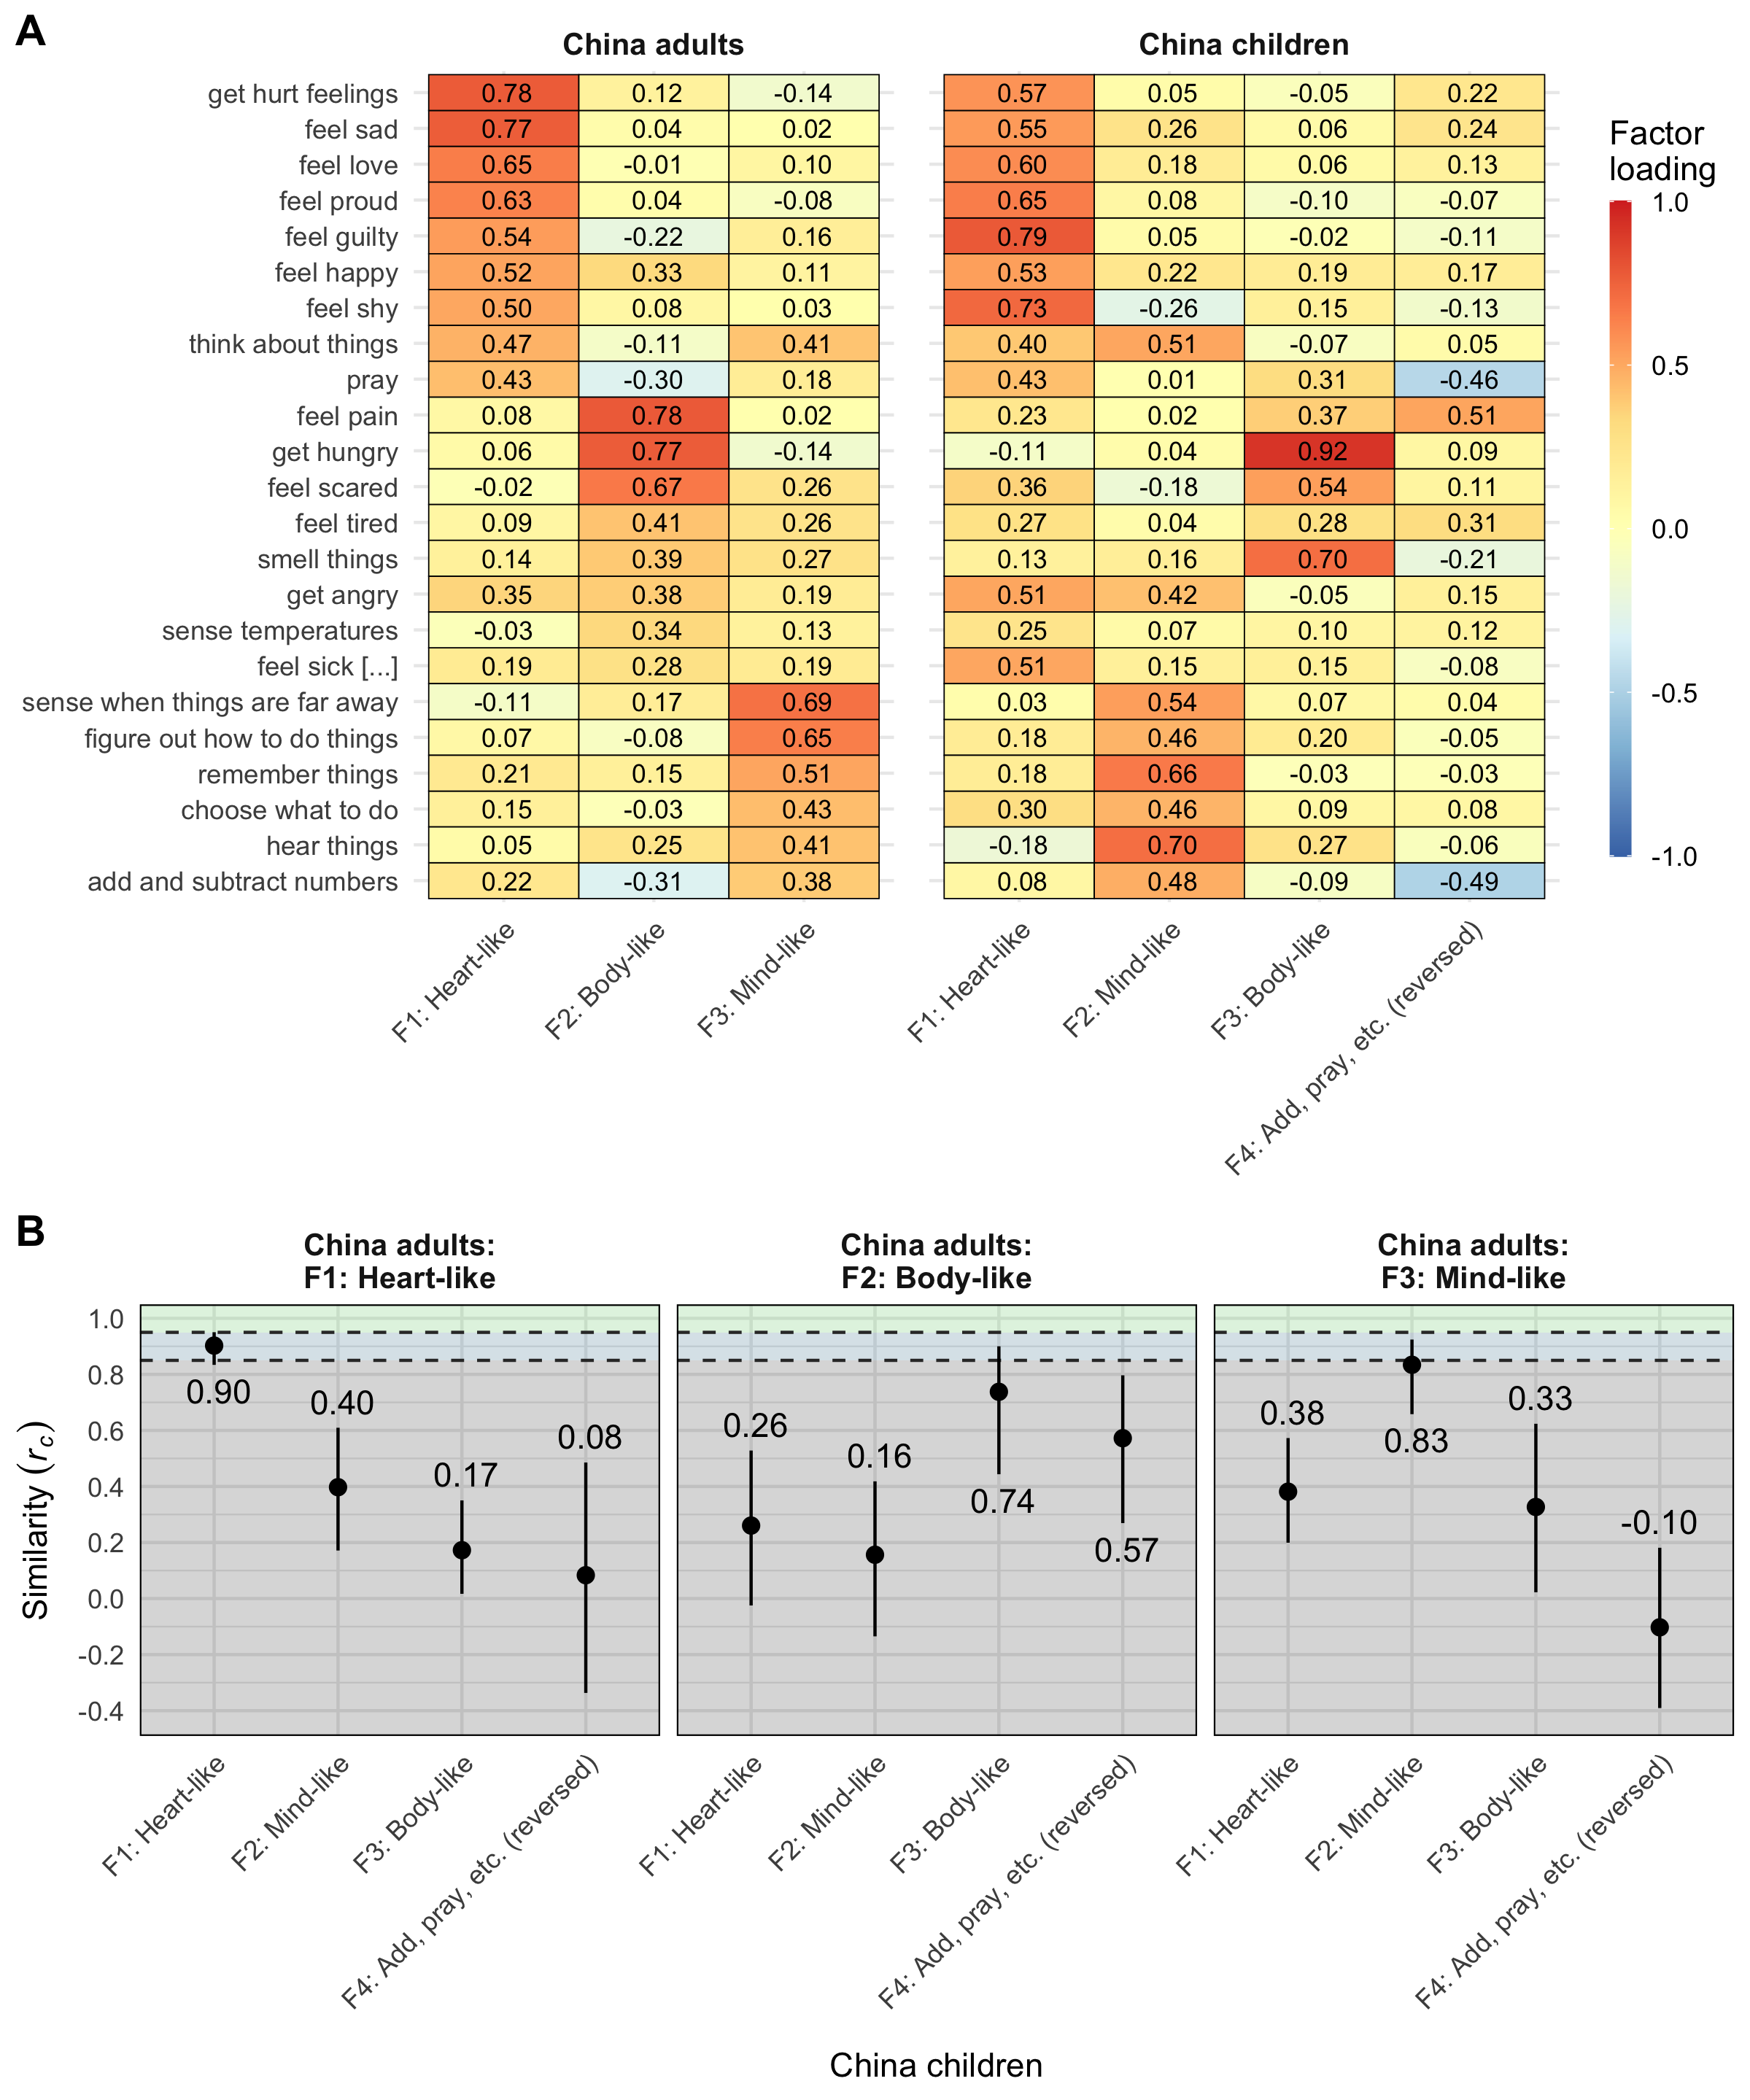 A
China adults China children
get hurt feelings 0.78 0.12 -0.14 0.57 0.05 -0.05 0.22
feel sad 0.77 0.04 0.02 0.55 0.26 0.06 0.24
feel love 0.65 -0.01 0.10 0.60 0.18 0.06 0.13
feel proud 0.63 0.04 -0.08 0.65 0.08 -0.10 -0.07
feel guilty 0.54 -0.22 0.16 0.79 0.05 -0.02 -0.11
feel happy 0.52 0.33 0.11 0.53 0.22 0.19 0.17
feel shy 0.50 0.08 0.03 0.73 -0.26 0.15 -0.13
think about things 0.47 -0.11 0.41 0.40 0.51 -0.07 0.05
pray 0.43 -0.30 0.18 0.43 0.01 0.31 -0.46
feel pain 0.08 0.78 0.02 0.23 0.02 0.37 0.51
get hungry 0.06 0.77 -0.14 -0.11 0.04 0.92 0.09
feel scared -0.02 0.67 0.26 0.36 -0.18 0.54 0.11
feel tired 0.09 0.41 0.26 0.27 0.04 0.28 0.31
smell things 0.14 0.39 0.27 0.13 0.16 0.70 -0.21
get angry 0.35 0.38 0.19 0.51 0.42 -0.05 0.15
sense temperatures -0.03 0.34 0.13 0.25 0.07 0.10 0.12
feel sick [...] 0.19 0.28 0.19 0.51 0.15 0.15 -0.08
sense when things are far away -0.11 0.17 0.69 0.03 0.54 0.07 0.04
figure out how to do things 0.07 -0.08 0.65 0.18 0.46 0.20 -0.05
remember things 0.21 0.15 0.51 0.18 0.66 -0.03 -0.03
choose what to do 0.15 -0.03 0.43 0.30 0.46 0.09 0.08
hear things 0.05 0.25 0.41 -0.18 0.70 0.27 -0.06
add and subtract numbers 0.22 -0.31 0.38 0.08 0.48 -0.09 -0.49
F1: Heart-like
F2: Body-like
F3: Mind-like
F1: Heart-like
F2: Mind-like
F3: Body-like
F4: Add, pray, etc. (reversed)
Factor
loading
1.0
0.5
0.0
-0.5
-1.0
B
China adults:
F1: Heart-like
China adults:
F2: Body-like
China adults:
F3: Mind-like
Similarity (rc)
1.0
0.8
0.6
0.4
0.2
0.0
-0.2
-0.4
0.90
0.40
0.17
0.08
0.26
0.16
0.74
0.57
0.38
0.83
0.33
-0.10
F1: Heart-like
F2: Mind-like
F3: Body-like
F4: Add, pray, etc. (reversed)
F1: Heart-like
F2: Mind-like
F3: Body-like
F4: Add, pray, etc. (reversed)
F1: Heart-like
F2: Mind-like
F3: Body-like
F4: Add, pray, etc. (reversed)
China children